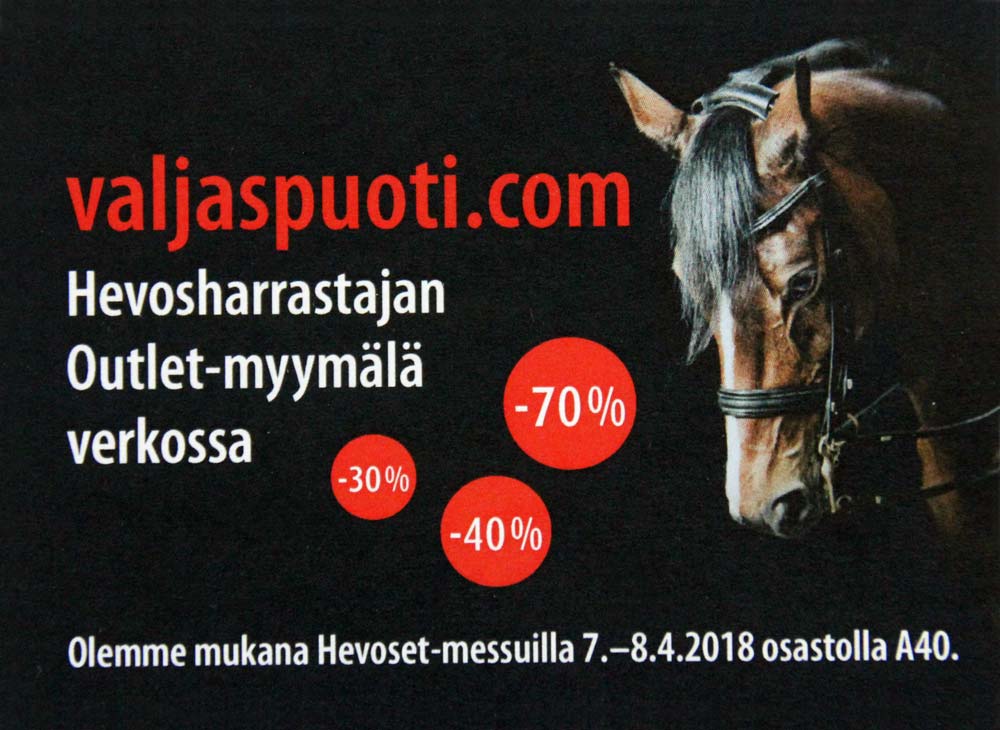 valjaspuoti.com
Hevosharrastajan
Outlet-myymälä
verkossa
-70%
-30%
-40%
Olemme mukana Hevoset-messuilla 7.–8.4.2018 osastolla A40.